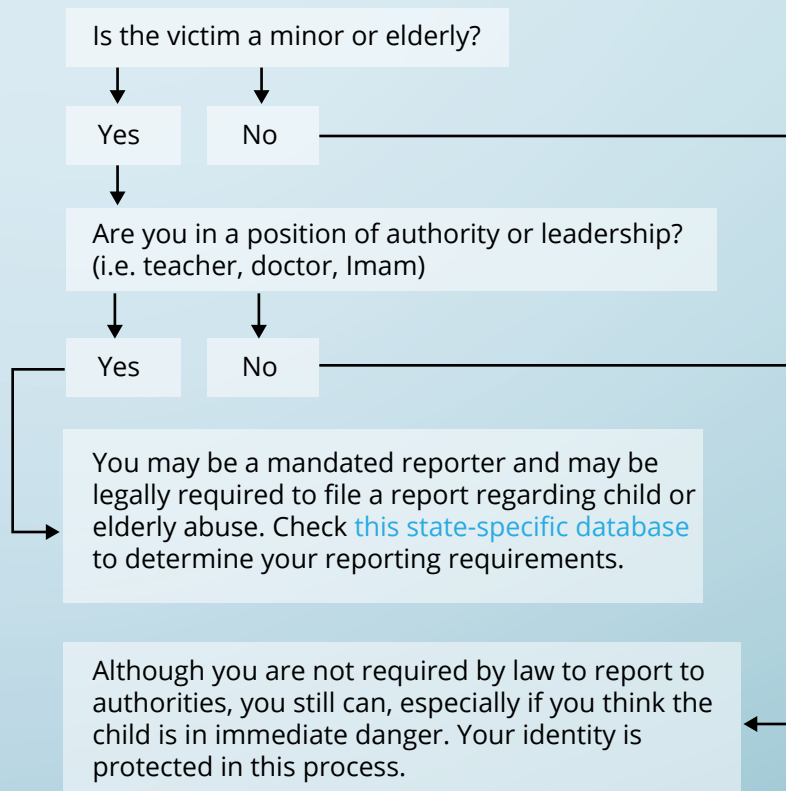 Is the victim a minor or elderly?
Yes
No
Are you in a position of authority or leadership?
(i.e. teacher, doctor, Imam)
Yes
No
You may be a mandated reporter and may be
legally required to file a report regarding child or
elderly abuse. Check this state-specific database
to determine your reporting requirements.
Although you are not required by law to report to
authorities, you still can, especially if you think the
child is in immediate danger. Your identity is
protected in this process.